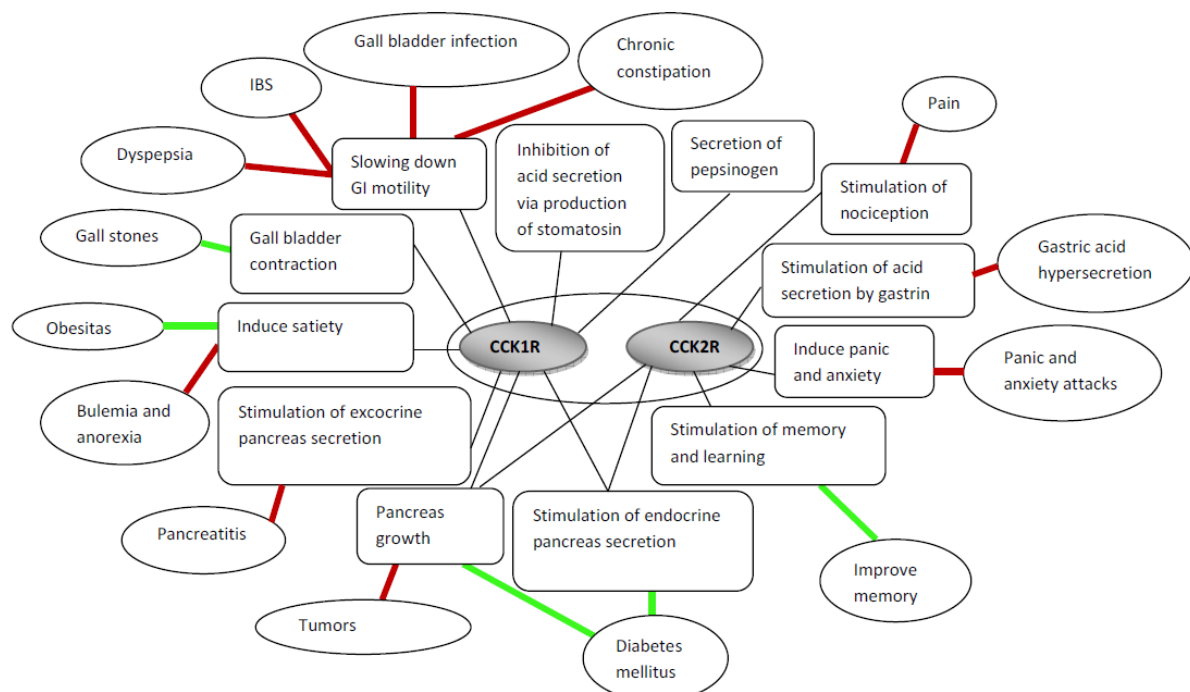 Gall bladder infection
Chronic
constipation
IBS
Pain
Dyspepsia
Slowing down
GI motility
Inhibition of
acid secretion
via production
of stomatosin
Secretion of
pepsinogen
Stimulation of
nociception
Gall stones
Gall bladder
contraction
Stimulation of acid
secretion by gastrin
Gastric acid
hypersecretion
Obesitas
Induce satiety
CCK1R
CCK2R
Induce panic
and anxiety
Panic and
anxiety attacks
Bulemia and
anorexia
Stimulation of excocrine
pancreas secretion
Stimulation of memory
and learning
Pancreatitis
Pancreas
growth
Stimulation of endocrine
pancreas secretion
Improve
memory
Tumors
Diabetes
mellitus